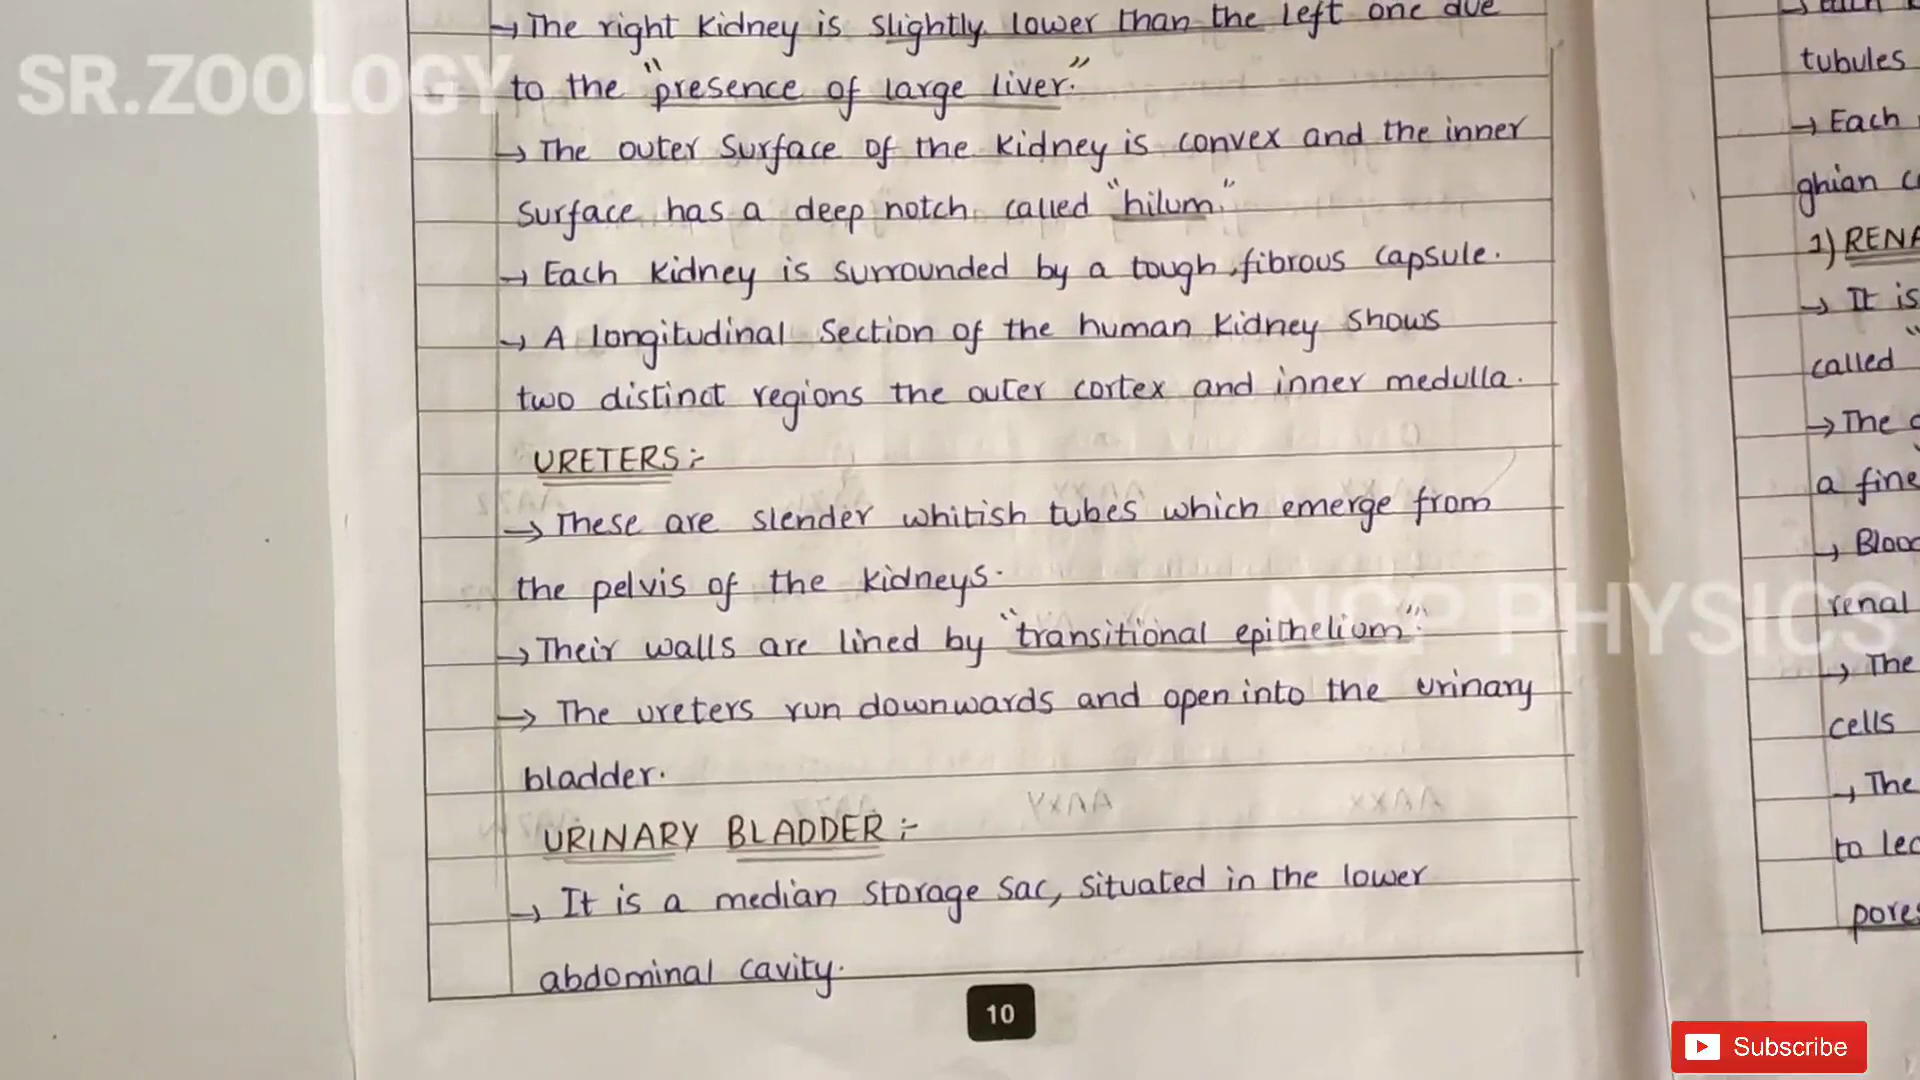 → The right kidney is slightly lower than the left one due
to the "presence of large liver."
→ The outer surface of the kidney is convex and the inner
surface has a deep notch called "hilum."
→ Each kidney is surrounded by a tough, fibrous capsule.
→ A longitudinal section of the human kidney shows
two distinct regions the outer cortex and inner medulla.
URETERS :-
→ These are slender whitish tubes which emerge from
the pelvis of the kidneys.
→ Their walls are lined by "transitional epithelium".
→ The ureters run downwards and open into the urinary
bladder.
URINARY BLADDER :-
→ It is a median storage sac, situated in the lower
abdominal cavity.
10
tubules
→ Each
ghian
1)
→ It is
called "
→ The
a fine
→ Blood
renal
→ The
cells
→ The
to
SR.ZOOLOGY
NCP PHYSICS
Subscribe